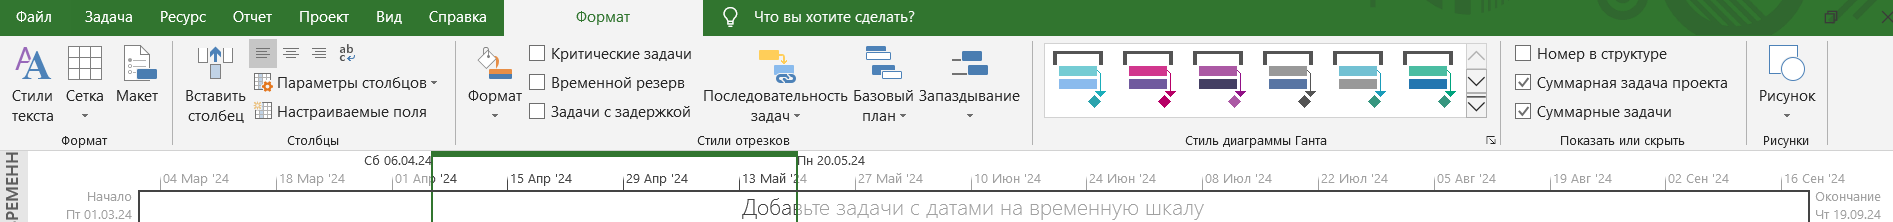 Файл Задача Ресурс Отчет Проект Вид Справка Формат Что вы хотите сделать?
Стили текста
Сетка
Макет
Формат
Вставить столбец
ab
c
Параметры столбцов
Настраиваемые поля
Столбцы
Формат
Критические задачи
Временной резерв
Задачи с задержкой
Последовательность задач
Базовый план
Запаздывание
Стили отрезков
Стиль диаграммы Ганта
Номер в структуре
Суммарная задача проекта
Суммарные задачи
Показать или скрыть
Рисунок
Рисунки
Сб 06.04.24 Пн 20.05.24
04 Мар '24 18 Мар '24 01 Апр '24 15 Апр '24 29 Апр '24 13 Май '24 27 Май '24 10 Июн '24 24 Июн '24 08 Июл '24 22 Июл '24 05 Авг '24 19 Авг '24 02 Сен '24 16 Сен '24
Начало
Пт 01.03.24
Добавьте задачи с датами на временную шкалу
Окончание
Чт 19.09.24